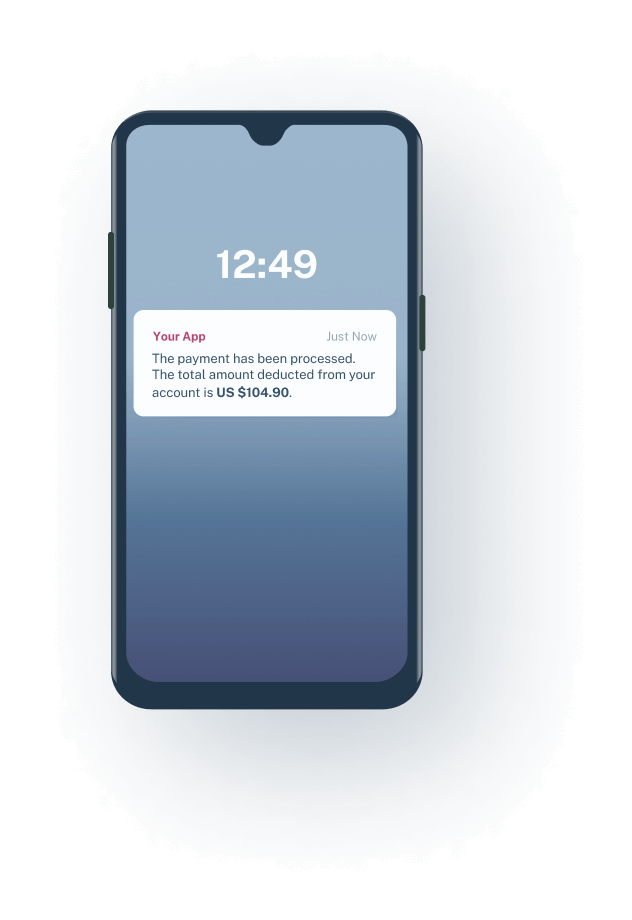 12:49
Your App Just Now
The payment has been processed.
The total amount deducted from your
account is US $104.90.